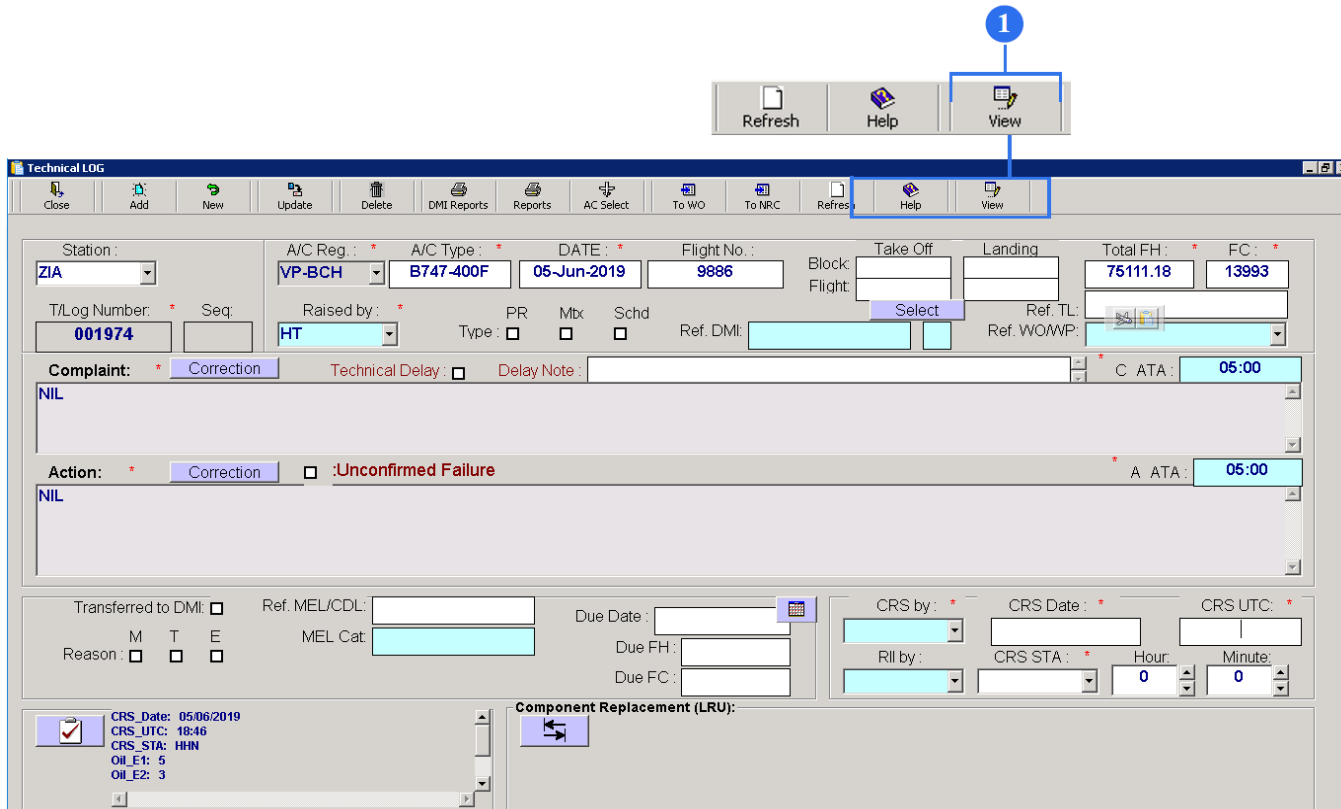 1
Refresh Help View
Technical LOG
Close Add New Update Delete DMI Reports Reports AC Select To WO To NRC Refresh Help View
Station : A/C Reg. : * A/C Type : * DATE : * Flight No. : Take Off Landing Total FH : * FC : *
ZIA VP-BCH B747-400F 05-Jun-2019 9886 Block: 75111.18 13993
Flight:
T/Log Number: * Seq: Raised by : * PR Mtx Schd Select Ref. TL:
001974 HT Type : Ref. DMI: Ref. WO/WP:
Complaint: * Correction Technical Delay : Delay Note : * C ATA : 05:00
NIL
Action: * Correction :Unconfirmed Failure * A ATA : 05:00
NIL
Transferred to DMI: Ref. MEL/CDL: Due Date : CRS by : * CRS Date : * CRS UTC: *
M T E MEL Cat:
Reason : Due FH : RII by : CRS STA : * Hour: Minute:
Due FC : 0 0
CRS_Date: 05/06/2019 Component Replacement (LRU):
CRS_UTC: 18:46
CRS_STA: HHN
Oil_E1: 5
Oil_E2: 3